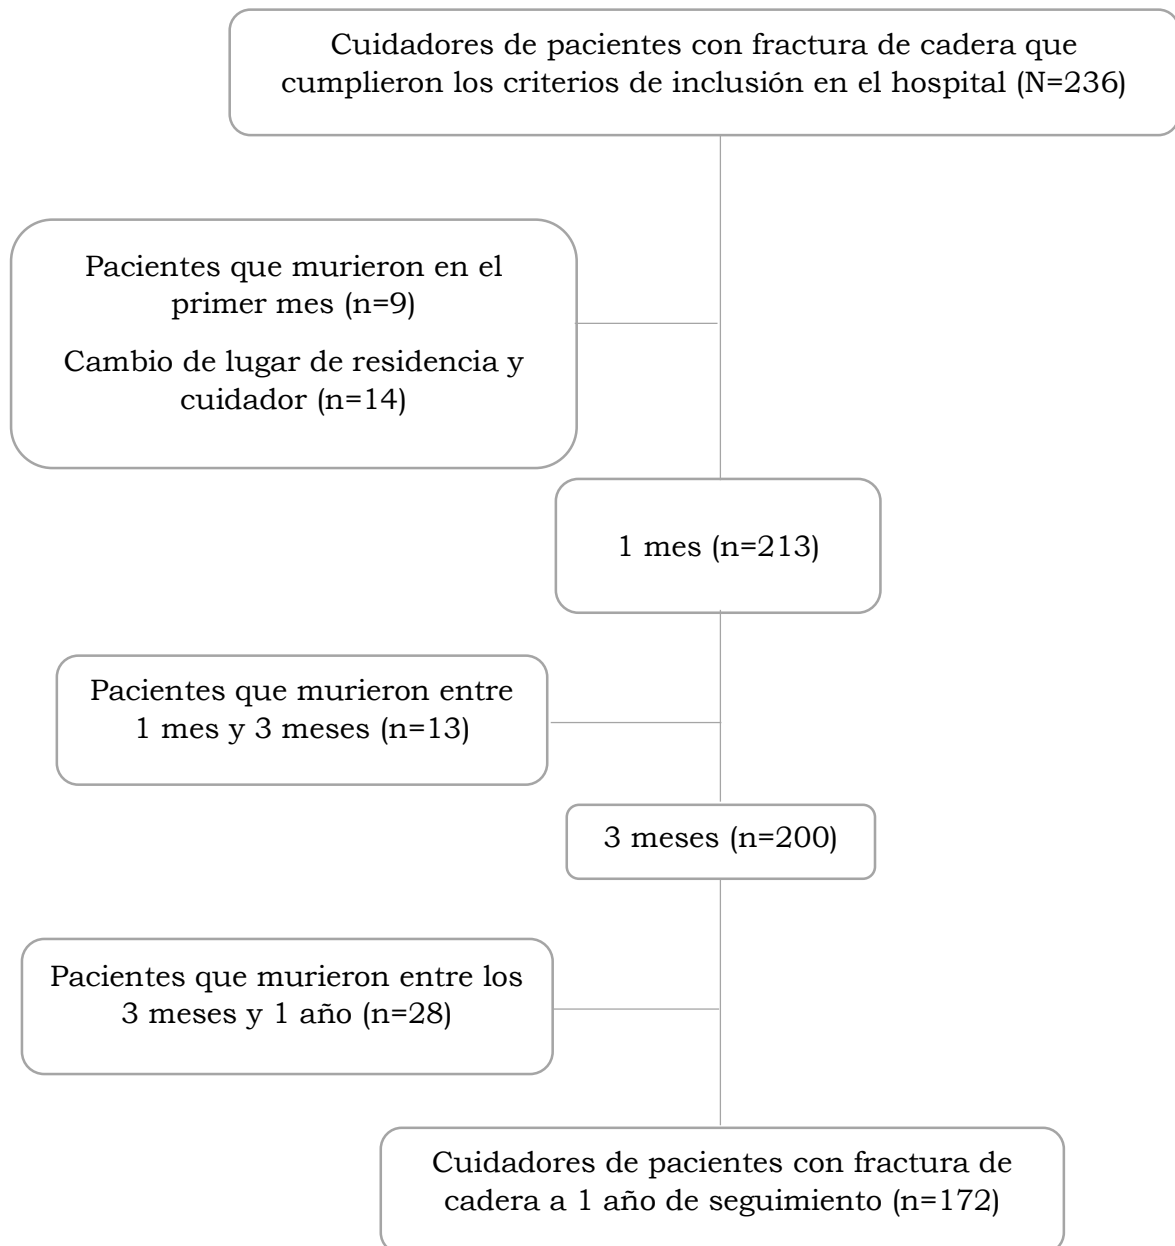 Cuidadores de pacientes con fractura de cadera que
cumplieron los criterios de inclusión en el hospital (N=236)
Pacientes que murieron en el
primer mes (n=9)
Cambio de lugar de residencia y
cuidador (n=14)
1 mes (n=213)
Pacientes que murieron entre
1 mes y 3 meses (n=13)
3 meses (n=200)
Pacientes que murieron entre los
3 meses y 1 año (n=28)
Cuidadores de pacientes con fractura de
cadera a 1 año de seguimiento (n=172)